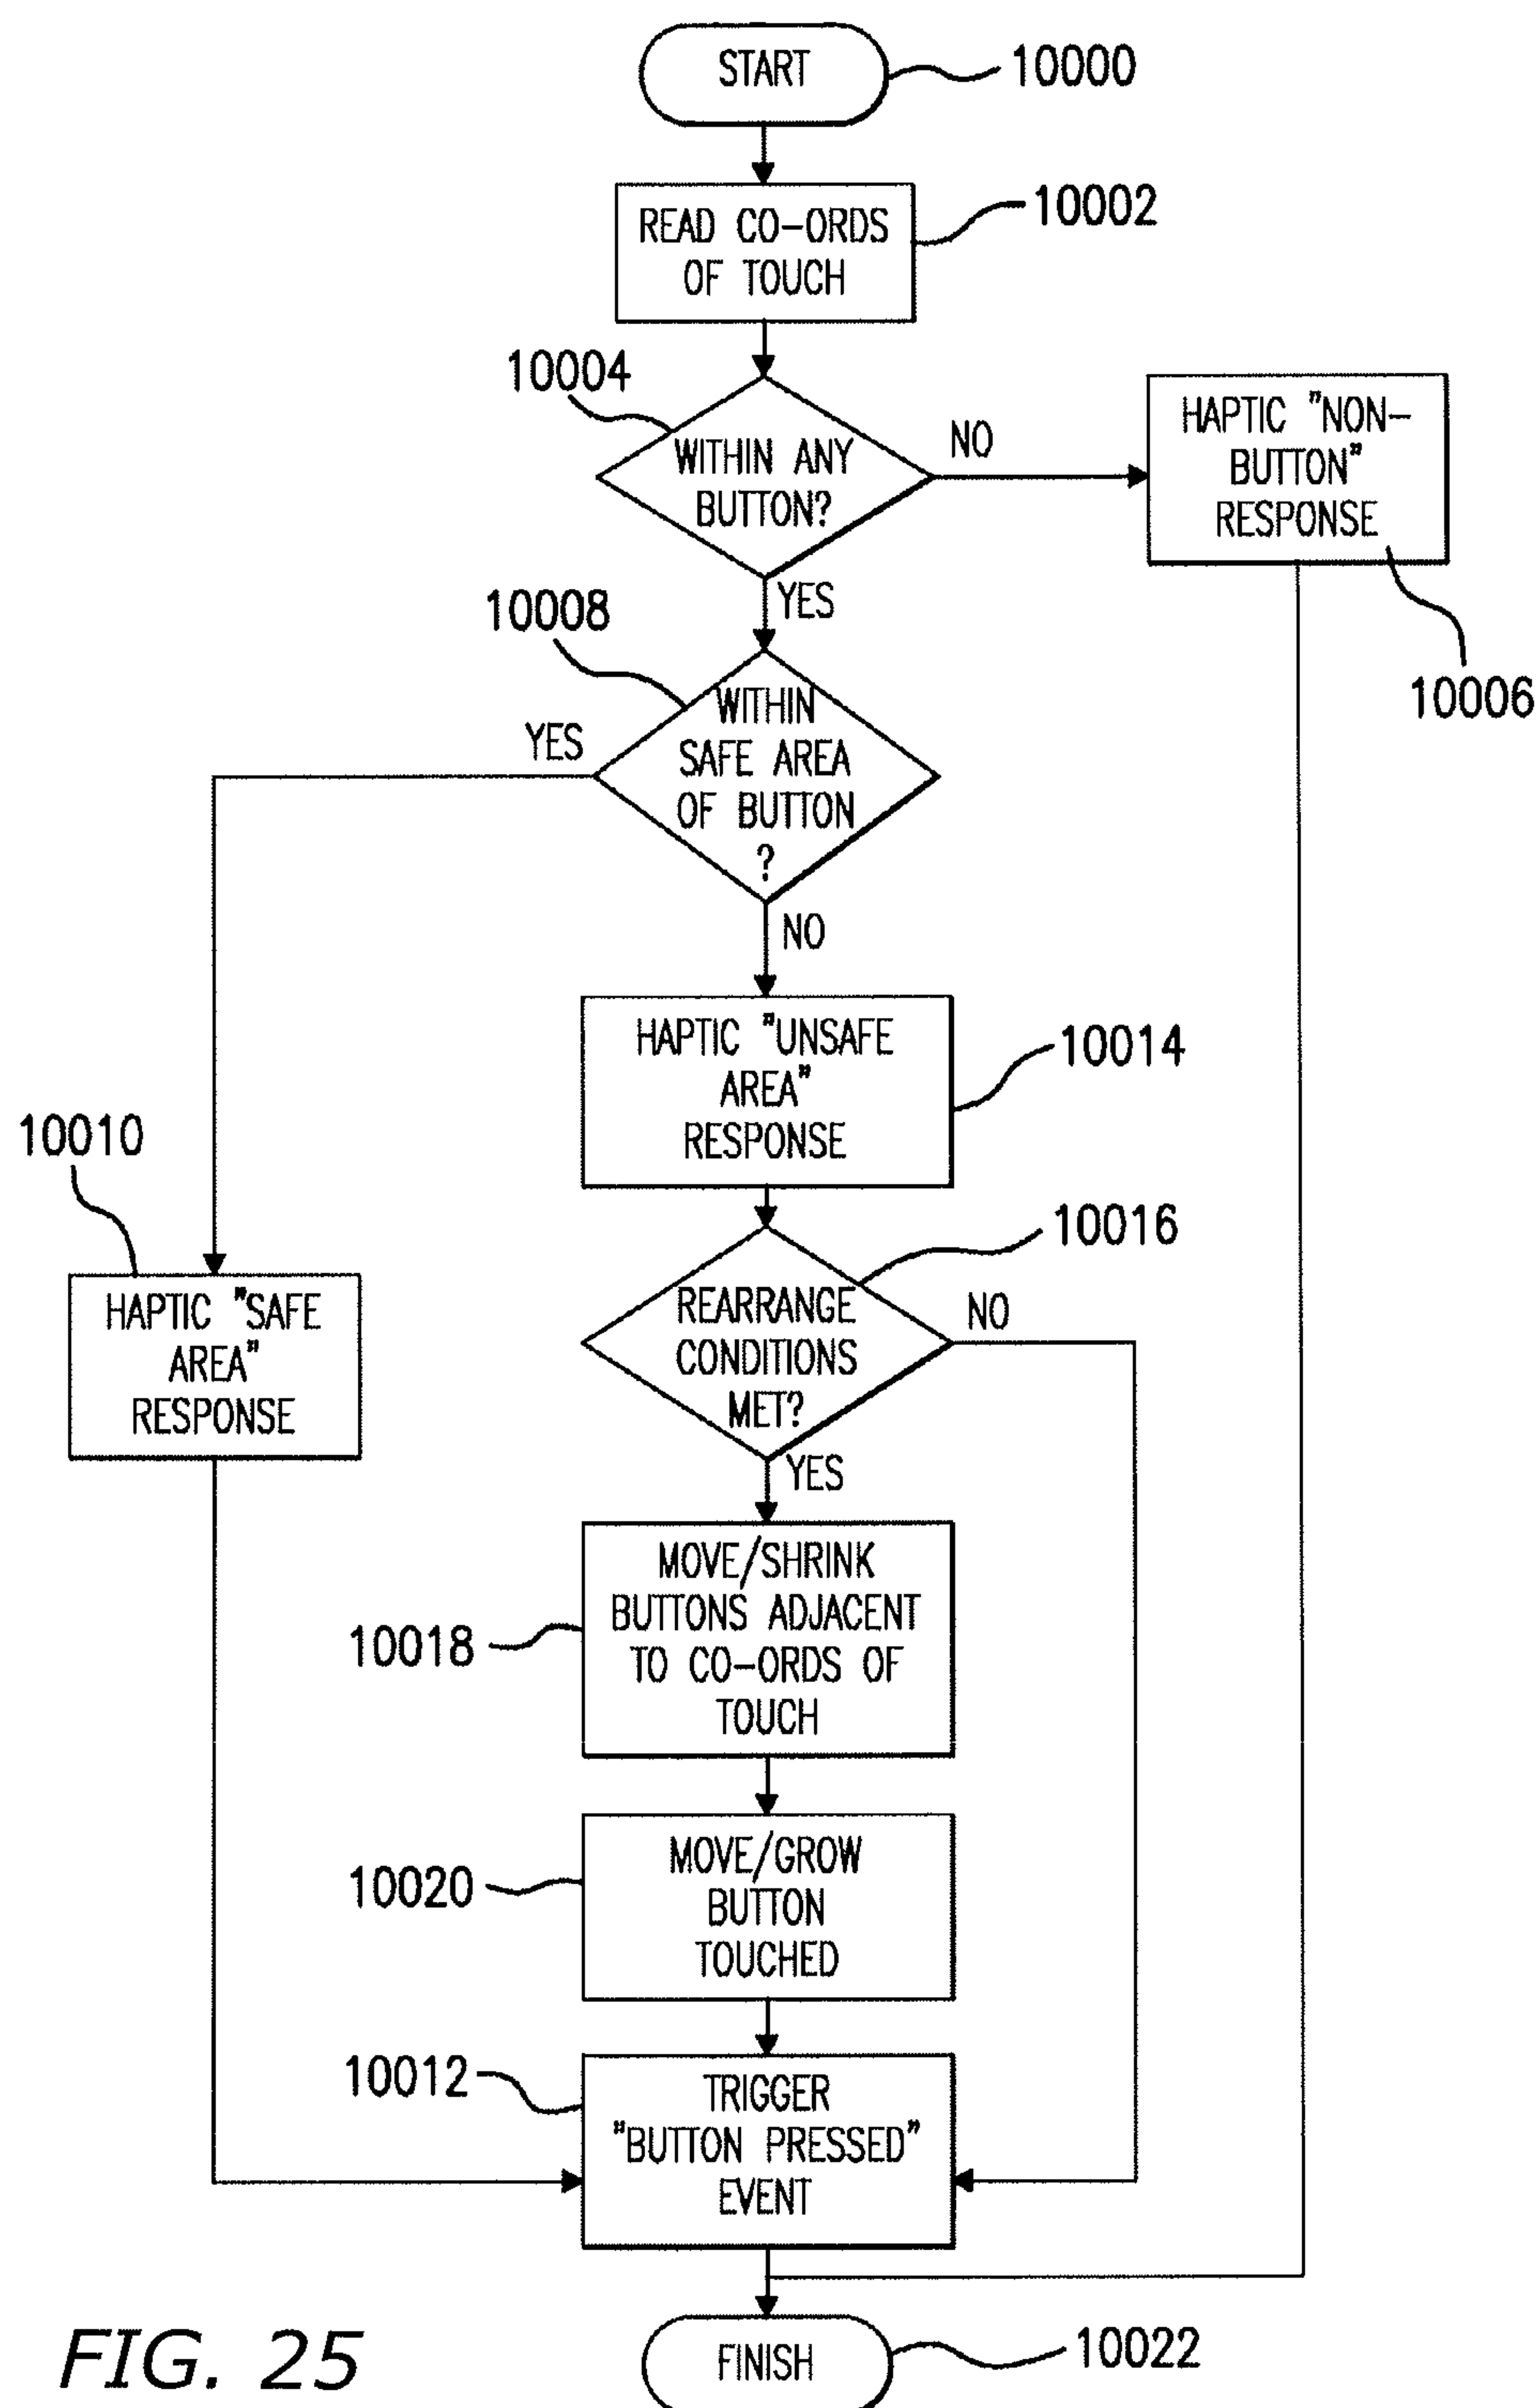 START
10000
READ CO-ORDS
OF TOUCH
10002
10004
WITHIN ANY
BUTTON?
NO
HAPTIC "NON-
BUTTON"
RESPONSE
10006
YES
10008
WITHIN
SAFE AREA
OF BUTTON
?
YES
NO
HAPTIC "UNSAFE
AREA"
RESPONSE
10014
10010
HAPTIC "SAFE
AREA"
RESPONSE
10016
REARRANGE
CONDITIONS
MET?
NO
YES
MOVE/SHRINK
BUTTONS ADJACENT
TO CO-ORDS OF
TOUCH
10018
MOVE/GROW
BUTTON
TOUCHED
10020
10012
TRIGGER
"BUTTON PRESSED"
EVENT
FINISH
10022
FIG. 25